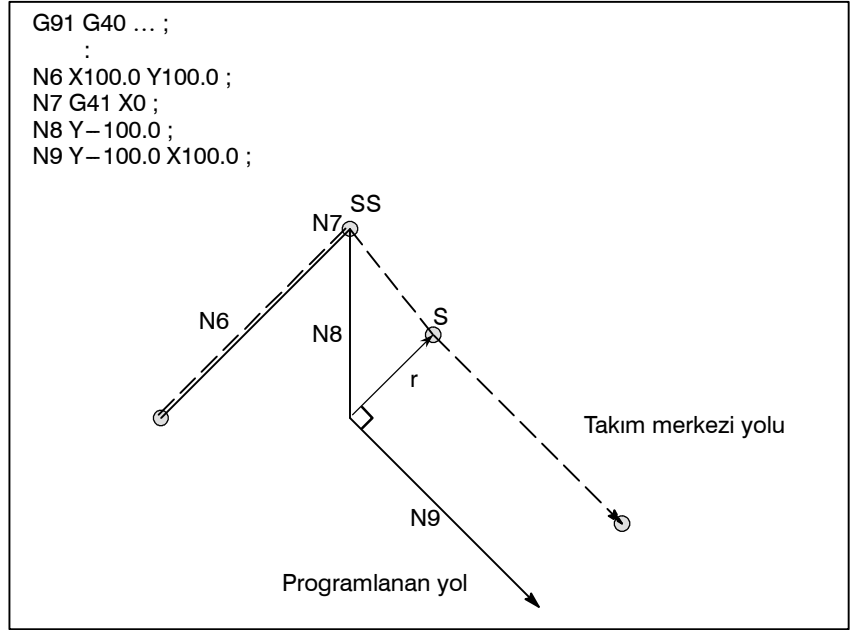 G91 G40 … ;
:
N6 X100.0 Y100.0 ;
N7 G41 X0 ;
N8 Y−100.0 ;
N9 Y−100.0 X100.0 ;
SS
N7
N6
N8
S
r
Takım merkezi yolu
N9
Programlanan yol